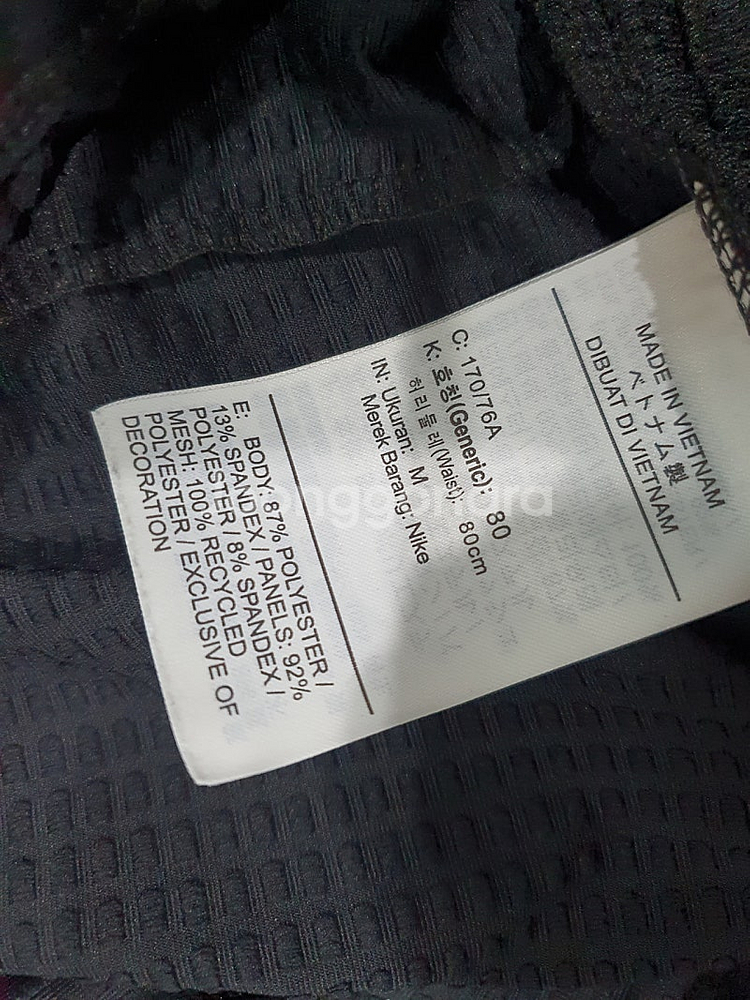 MADE IN VIETNAM
ベトナム製
DIBUAT DI VIETNAM
C: 170/76A
K: 호칭(Generic): 80
허리둘레(Waist): 80cm
IN: Ukuran: M
Merek Barang: Nike
E: BODY: 87% POLYESTER /
13% SPANDEX / PANELS: 92%
POLYESTER / 8% SPANDEX /
MESH: 100% RECYCLED
POLYESTER / EXCLUSIVE OF
DECORATION